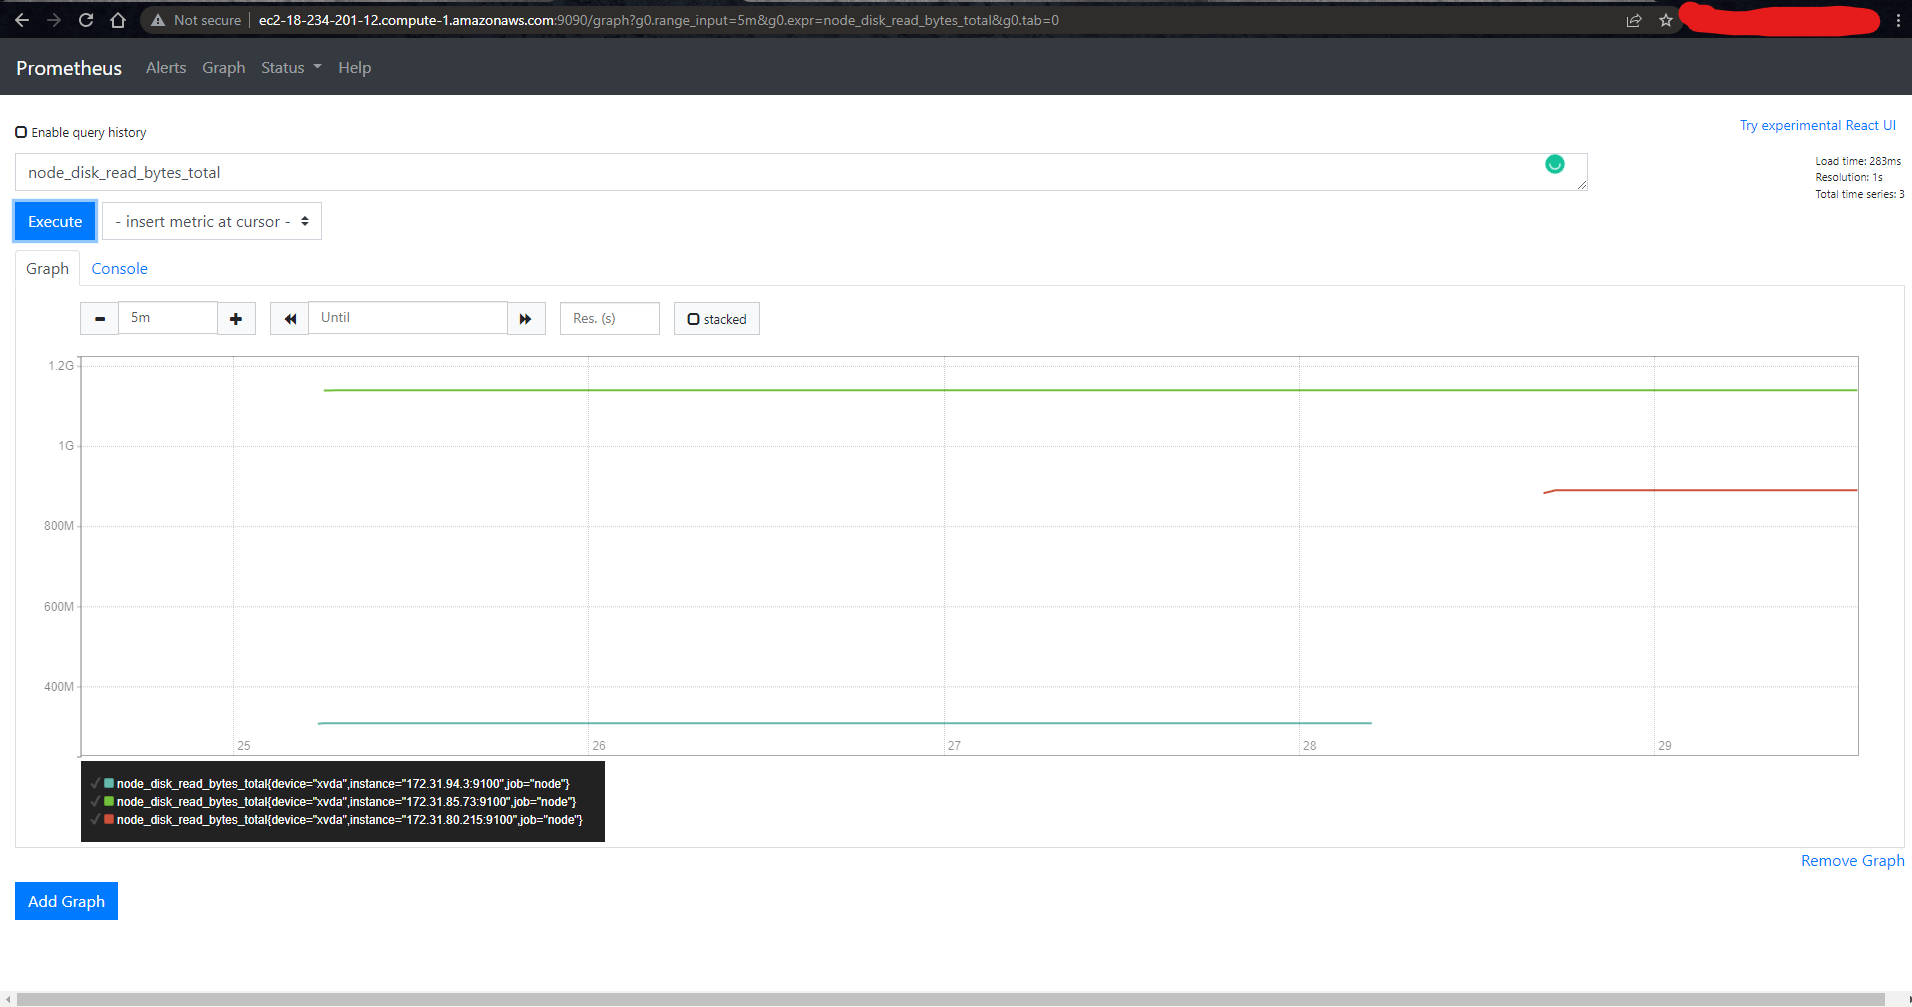 Not secure ec2-18-234-201-12.compute-1.amazonaws.com:9090/graph?g0.range_input=5m&g0.expr=node_disk_read_bytes_total&g0.tab=0
Prometheus Alerts Graph Status Help
Enable query history
Try experimental React UI
node_disk_read_bytes_total
Load time: 283ms
Resolution: 1s
Total time series: 3
Execute - insert metric at cursor -
Graph Console
5m Until Res. (s) stacked
1.2G
1G
800M
600M
400M
25 26 27 28 29
node_disk_read_bytes_total{device="xvda",instance="172.31.94.3:9100",job="node"}
node_disk_read_bytes_total{device="xvda",instance="172.31.85.73:9100",job="node"}
node_disk_read_bytes_total{device="xvda",instance="172.31.80.215:9100",job="node"}
Remove Graph
Add Graph